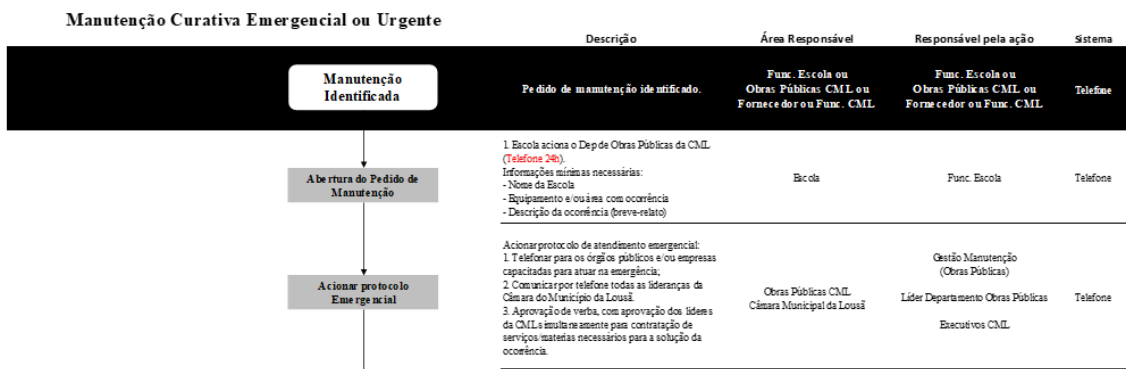 Manutenção Curativa Emergencial ou Urgente
Descrição
Área Responsável
Responsável pela ação
Sistema
Manutenção
Identificada
Pedido de manutenção identificado.
Func. Escola ou
Obras Públicas CML ou
Fornecedor ou Func. CML
Func. Escola ou
Obras Públicas CML ou
Fornecedor ou Func. CML
Telefone
Abertura do Pedido de
Manutenção
1. Escola aciona o Dep de Obras Públicas da CML
(Telefone 24h).
Informações mínimas necessárias:
- Nome da Escola
- Equipamento e/ou área com ocorrência
- Descrição da ocorrência (breve-relato)
Escola
Func. Escola
Telefone
Acionar protocolo
Emergencial
Acionar protocolo de atendimento emergencial:
1. Telefonar para os órgãos públicos e/ou empresas
capacitadas para atuar na emergência;
2. Comunicar por telefone todas as lideranças da
Câmara do Município da Lousã.
3. Aprovação de verba, com aprovação dos líderes
da CML simultaneamente para contratação de
serviços/materias necessários para a solução da
ocorrência.
Obras Públicas CML
Câmara Municipal da Lousã
Gestão Manutenção
(Obras Públicas)
Líder Departamento Obras Públicas
Executivos CML
Telefone